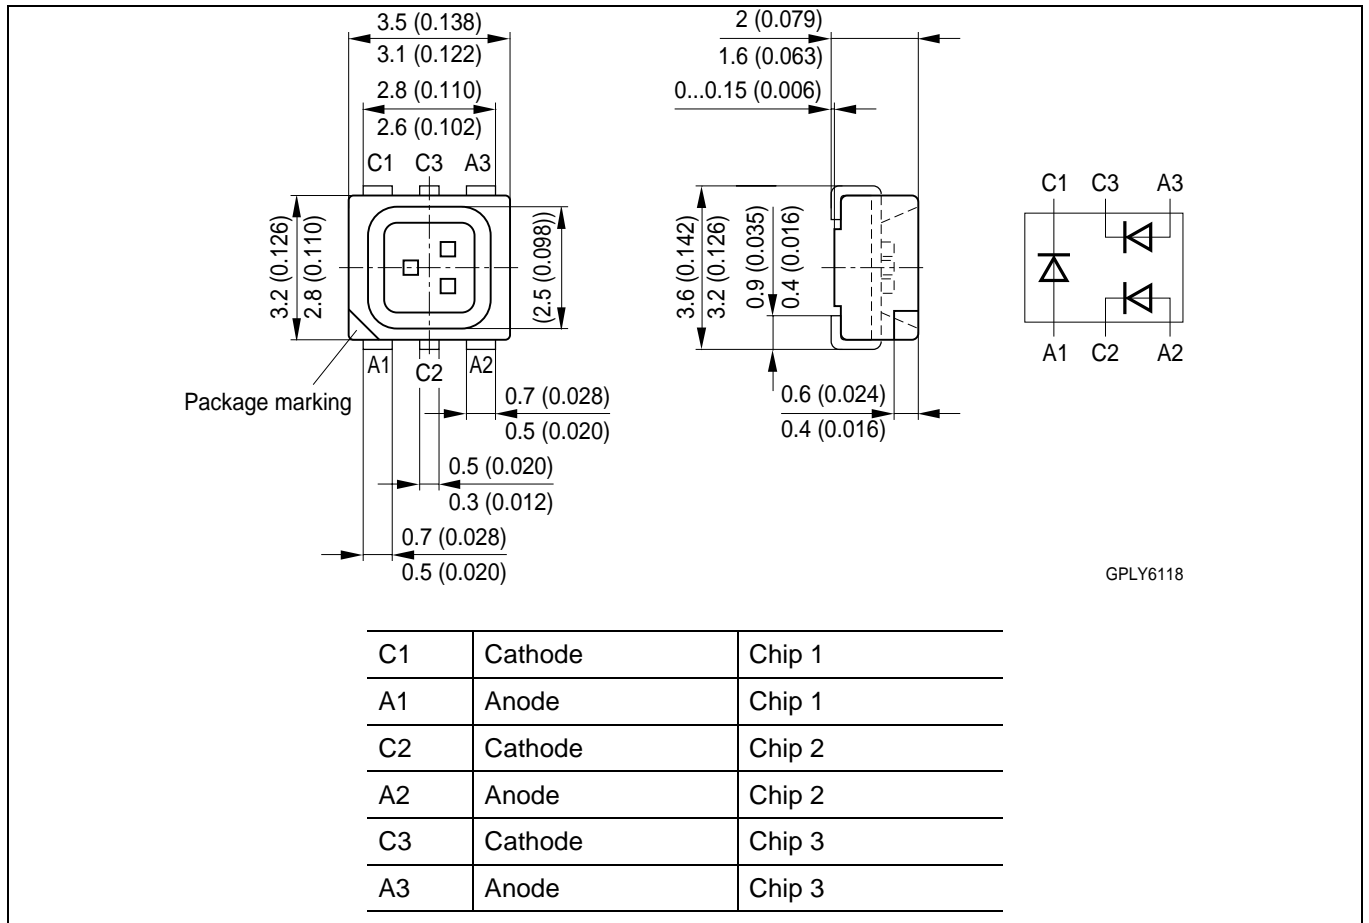 3.5 (0.138)
3.1 (0.122)
2.8 (0.110)
2.6 (0.102)
C1 C3 A3
3.2 (0.126)
2.8 (0.110)
(2.5 (0.098))
A1 C2 A2
Package marking
0.7 (0.028)
0.5 (0.020)
0.5 (0.020)
0.3 (0.012)
0.7 (0.028)
0.5 (0.020)
2 (0.079)
1.6 (0.063)
0...0.15 (0.006)
3.6 (0.142)
3.2 (0.126)
0.9 (0.035)
0.4 (0.016)
0.6 (0.024)
0.4 (0.016)
C1 C3 A3
A1 C2 A2
GPLY6118
C1 Cathode Chip 1
A1 Anode Chip 1
C2 Cathode Chip 2
A2 Anode Chip 2
C3 Cathode Chip 3
A3 Anode Chip 3